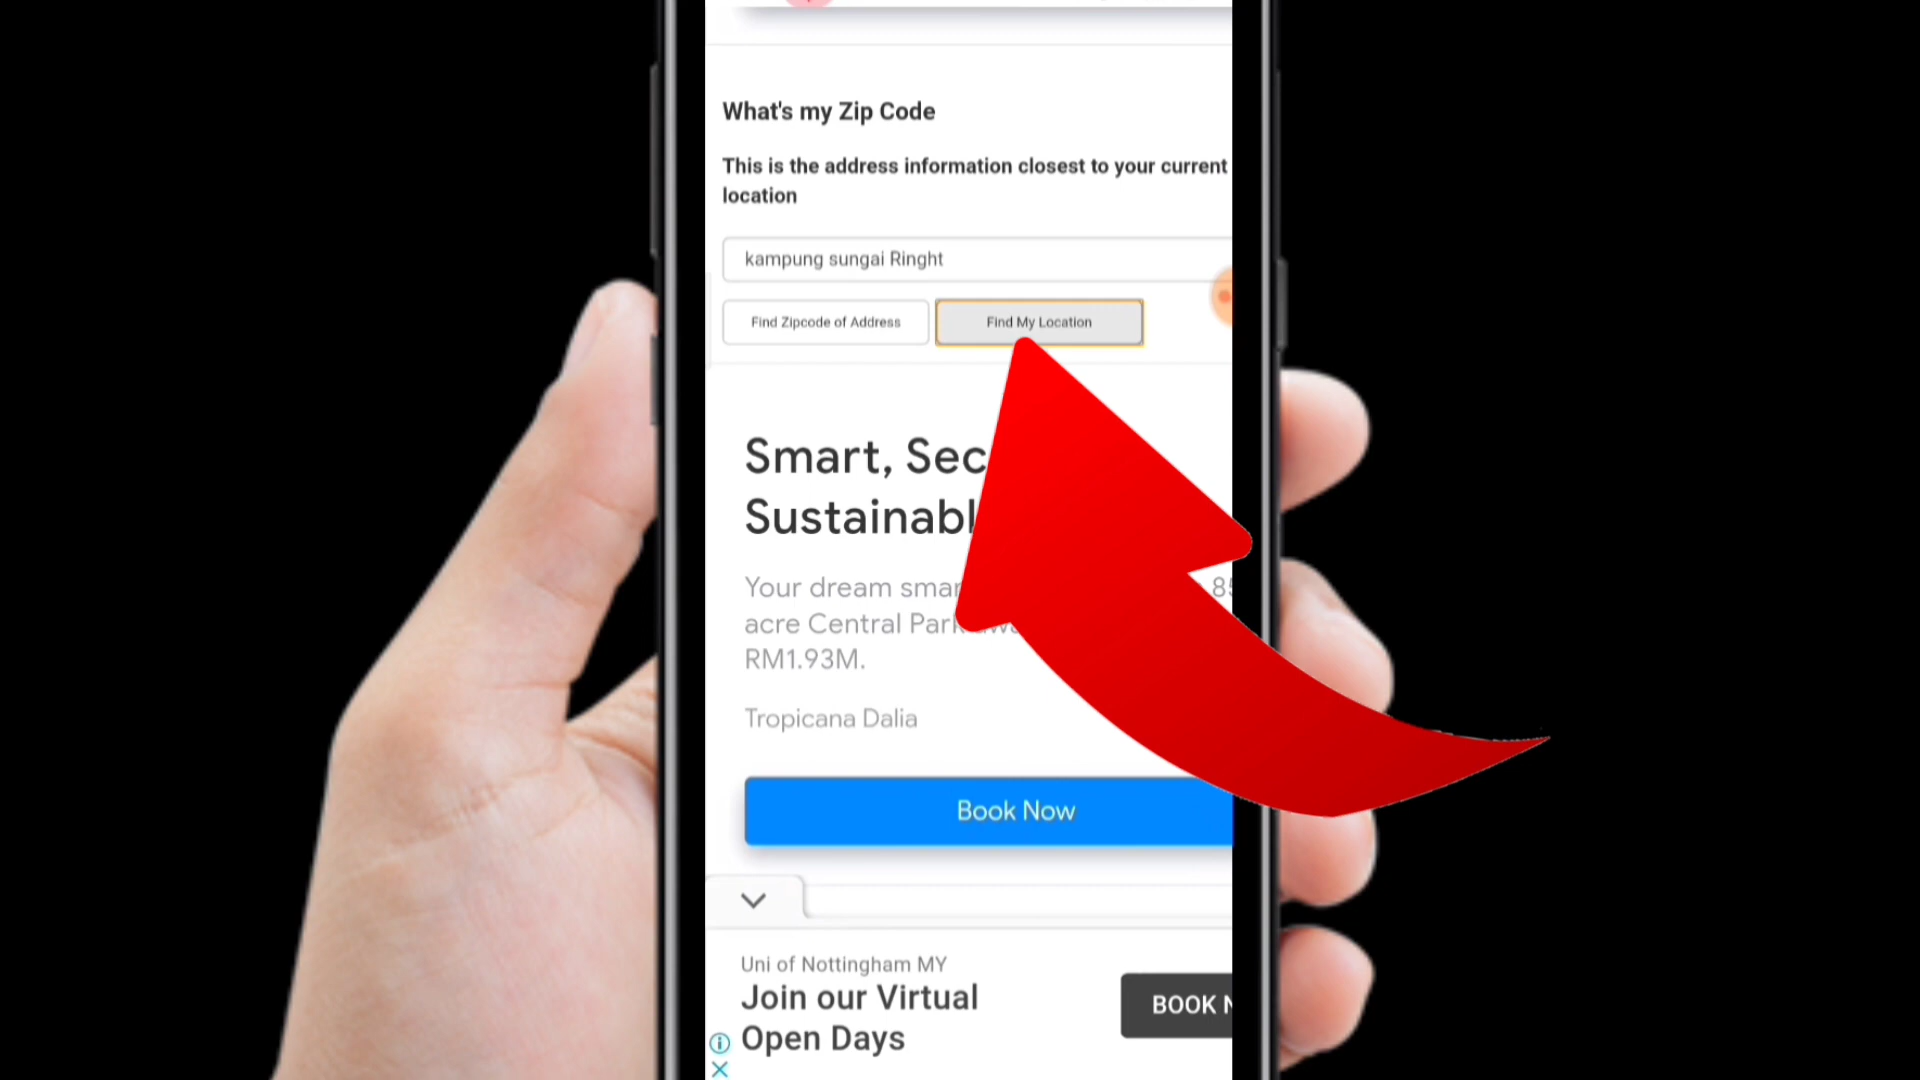 What's my Zip Code
This is the address information closest to your current
location
kampung sungai Ringht
Find Zipcode of Address
Find My Location
Smart, Sec
Sustainabl
Your dream smar 85
acre Central Park
RM1.93M.
Tropicana Dalia
Book Now
Uni of Nottingham MY
Join our Virtual
Open Days
BOOK N